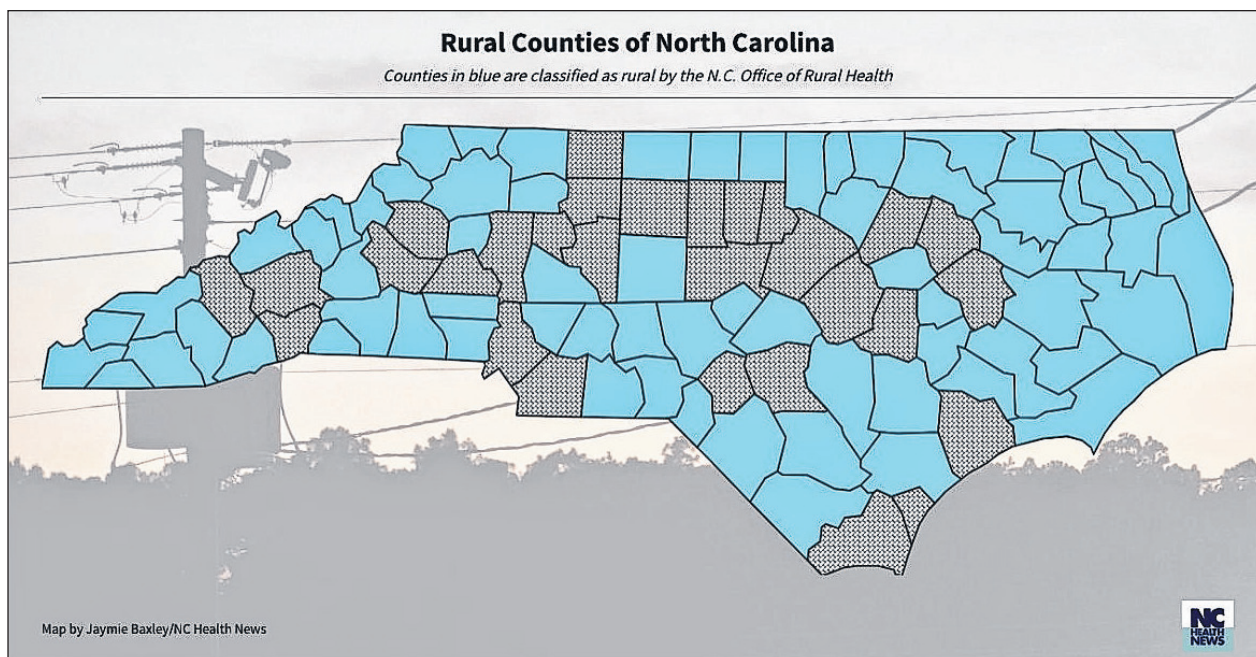 Rural Counties of North Carolina
Counties in blue are classified as rural by the N.C. Office of Rural Health
Map by Jaymie Baxley/NC Health News
NC
HEALTH
NEWS